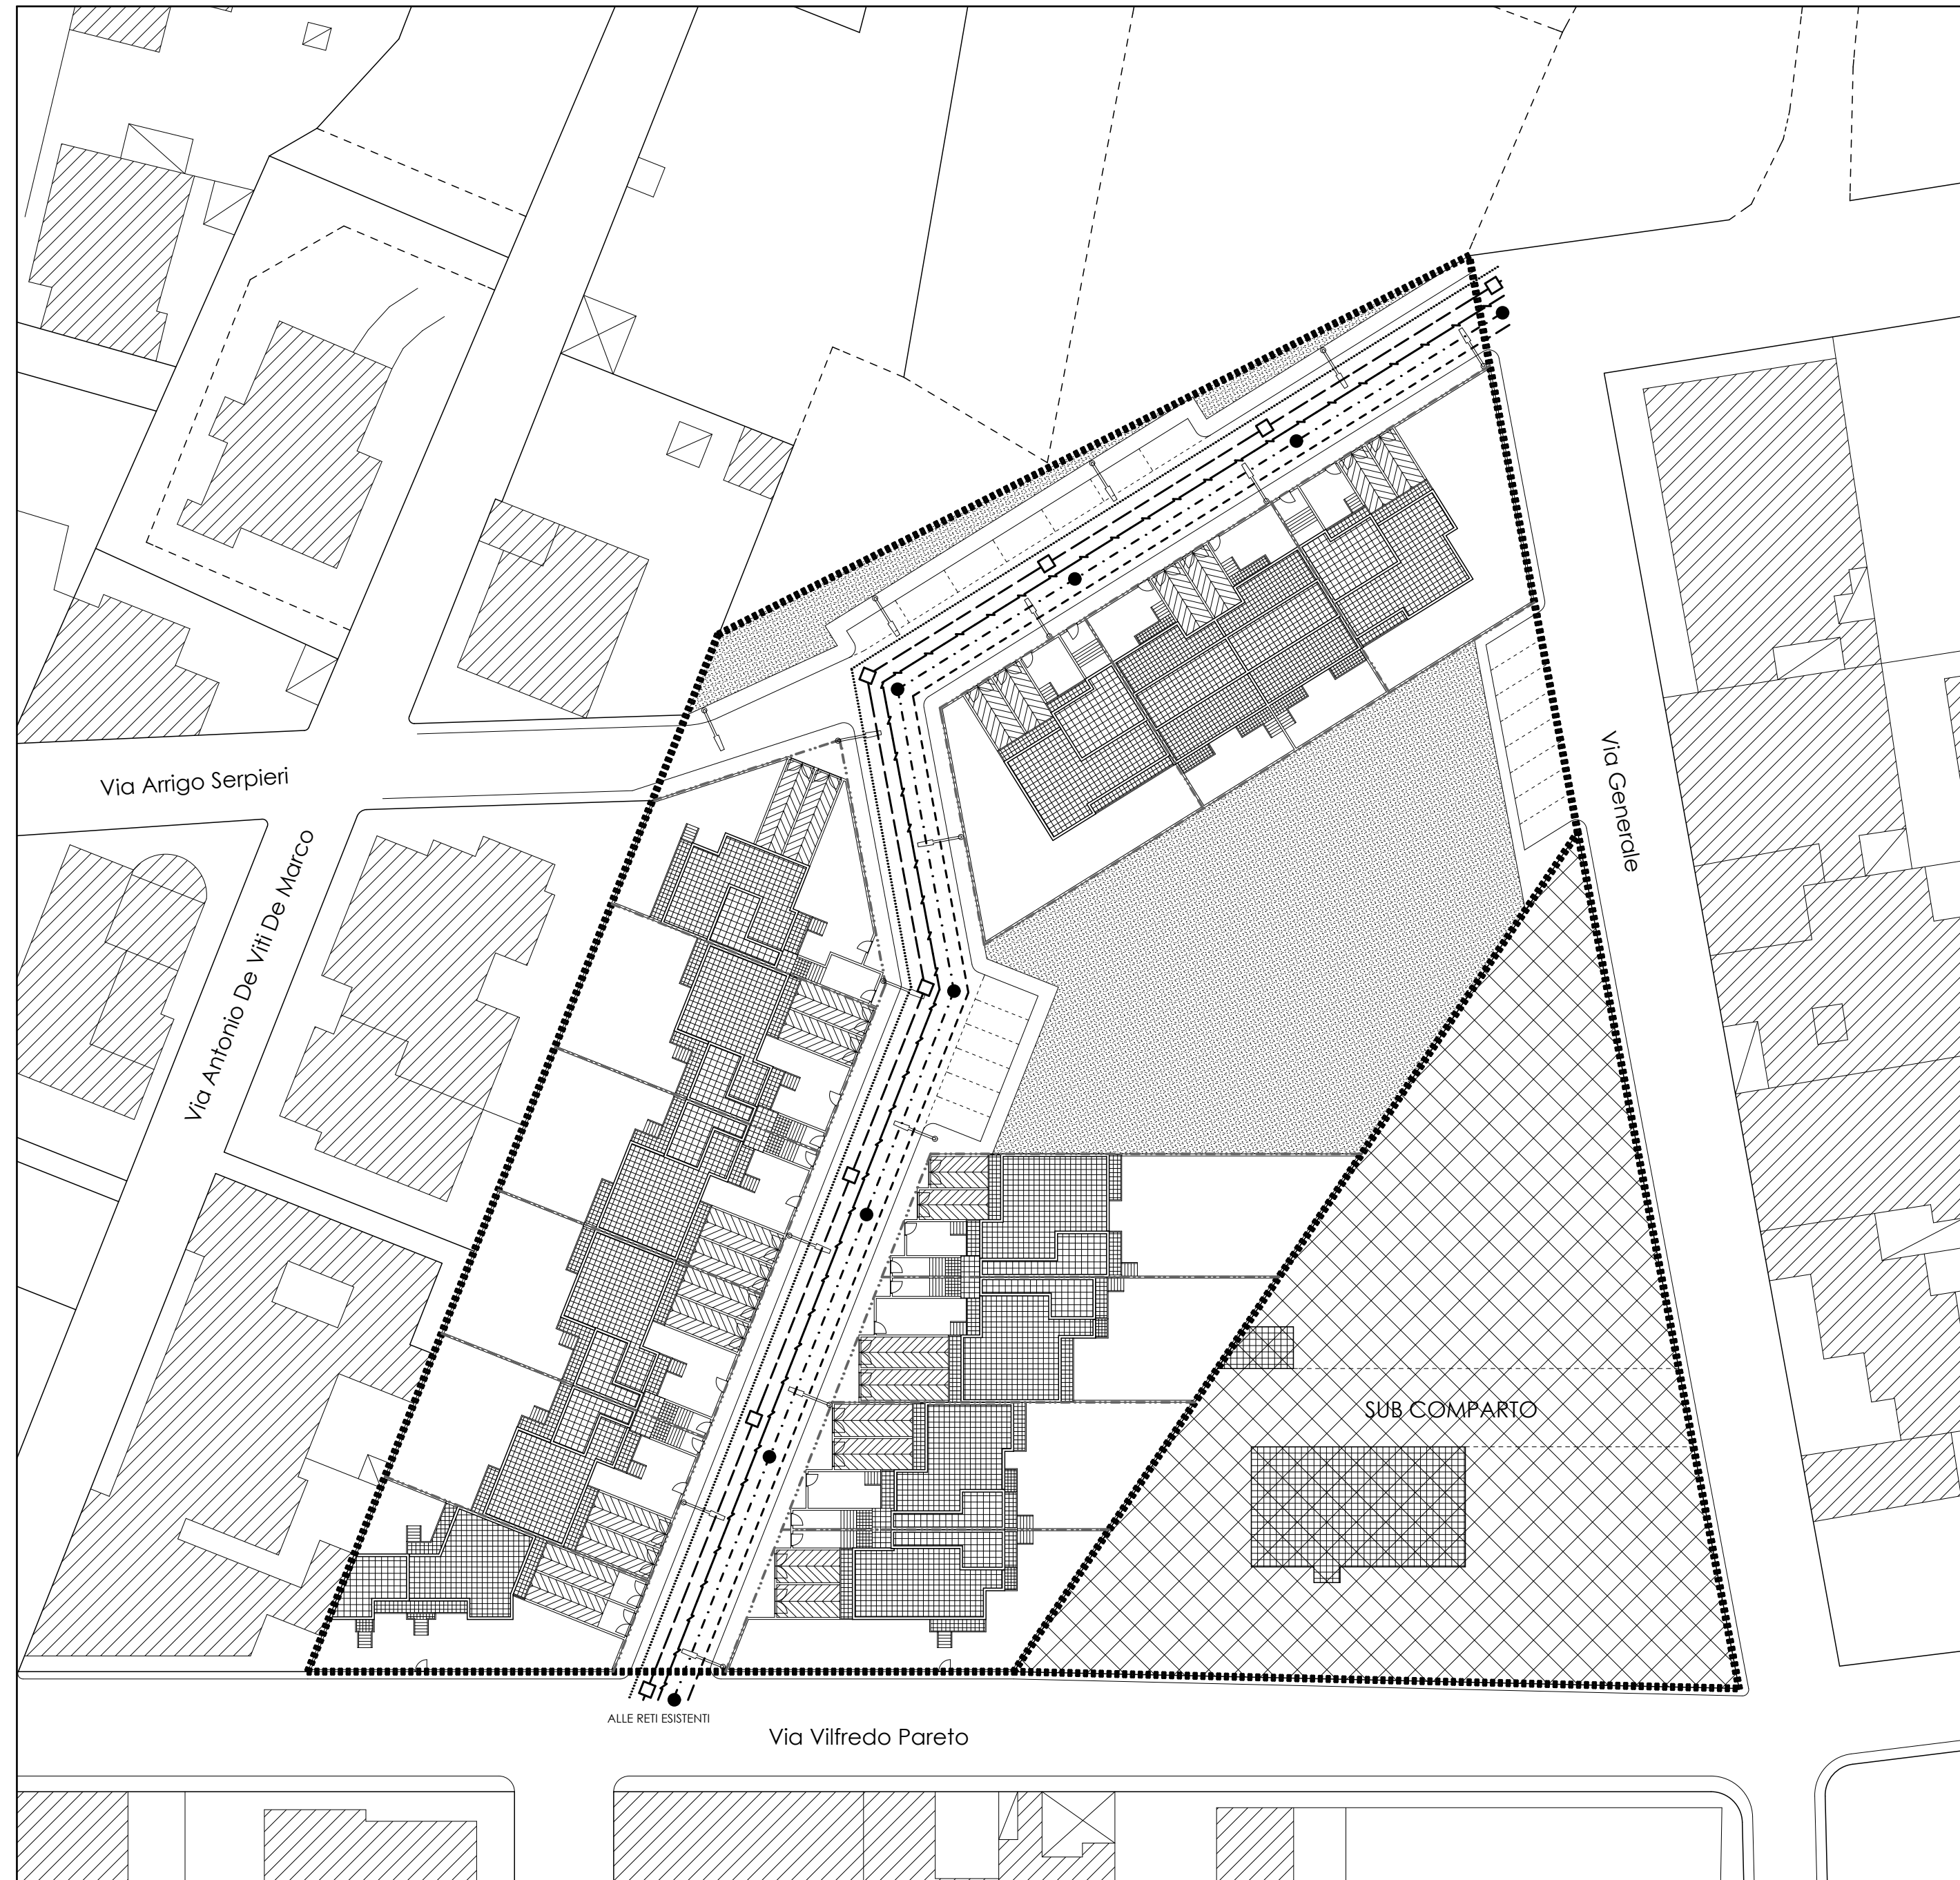 Via Arrigo Serpieri
Via Antonio De Viti De Marco
Via Generale
SUB COMPARTO
ALLE RETI ESISTENTI
Via Vilfredo Pareto